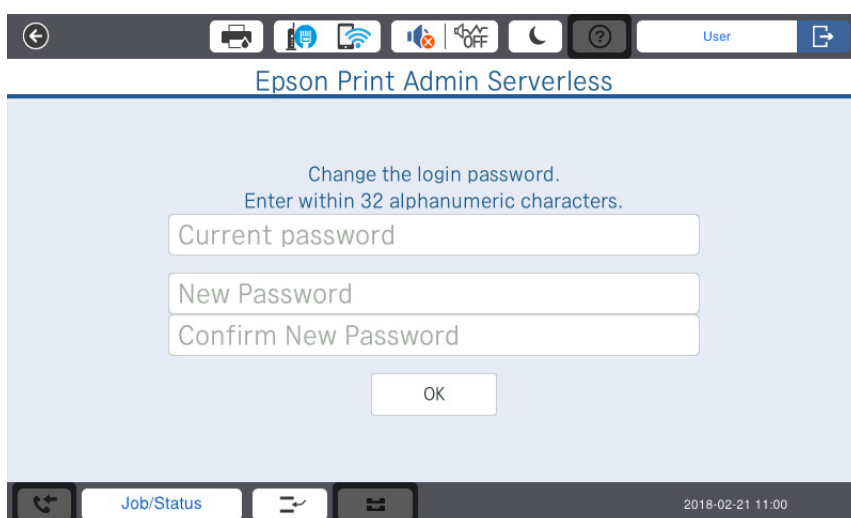 OFF
User
Epson Print Admin Serverless
Change the login password.
Enter within 32 alphanumeric characters.
Current password
New Password
Confirm New Password
OK
Job/Status
2018-02-21 11:00